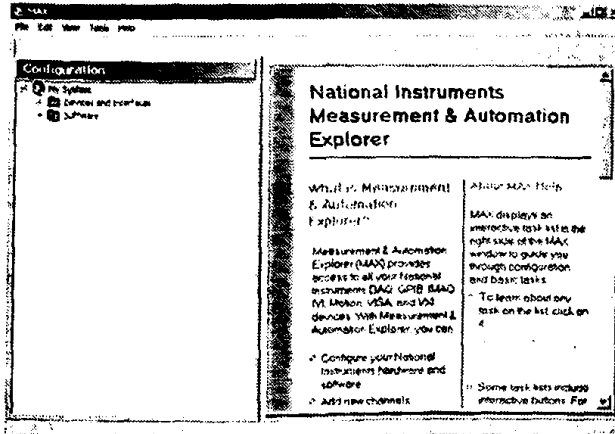 MAX
File Edit View Tools Help
Configuration
My System
Devices and Interfaces
Software
National Instruments
Measurement & Automation
Explorer
What is Measurement
& Automation
Explorer?
Measurement & Automation
Explorer (MAX) provides
access to all your National
Instruments DAQ, GPIB, IMAQ,
IVI, Motion, VISA, and VXI
devices. With Measurement &
Automation Explorer, you can
Configure your National
Instruments hardware and
software
Add new channels,
About MAX Help
MAX displays an
interactive task list in the
right side of the MAX
window to guide you
through configuration
and basic tasks
To learn about any
task on the list, click on
Some task lists include
interactive buttons. For